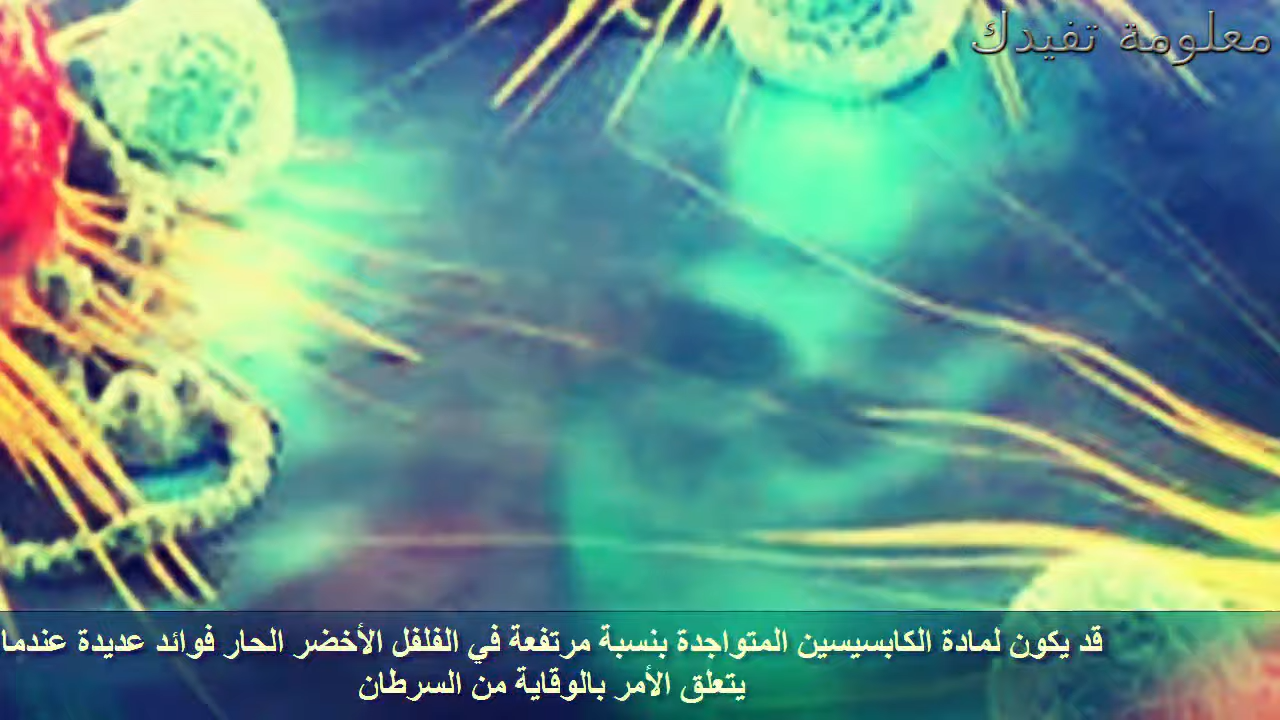 معلومة تفيدك
قد يكون لمادة الكابسيسين المتواجدة بنسبة مرتفعة في الفلفل الأخضر الحار فوائد عديدة عندما
يتعلق الأمر بالوقاية من السرطان